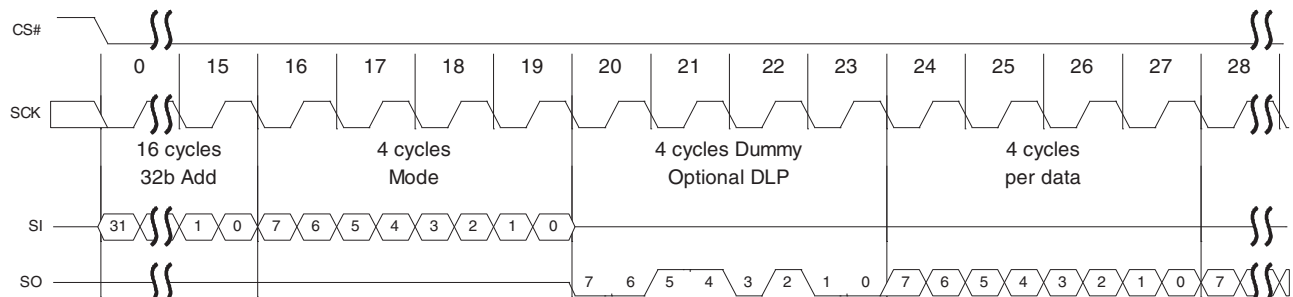 CS#
0 15 16 17 18 19 20 21 22 23 24 25 26 27 28
SCK
16 cycles 4 cycles 4 cycles Dummy 4 cycles
32b Add Mode Optional DLP per data
SI 31 1 0 7 6 5 4 3 2 1 0
SO 7 6 5 4 3 2 1 0 7 6 5 4 3 2 1 0 7